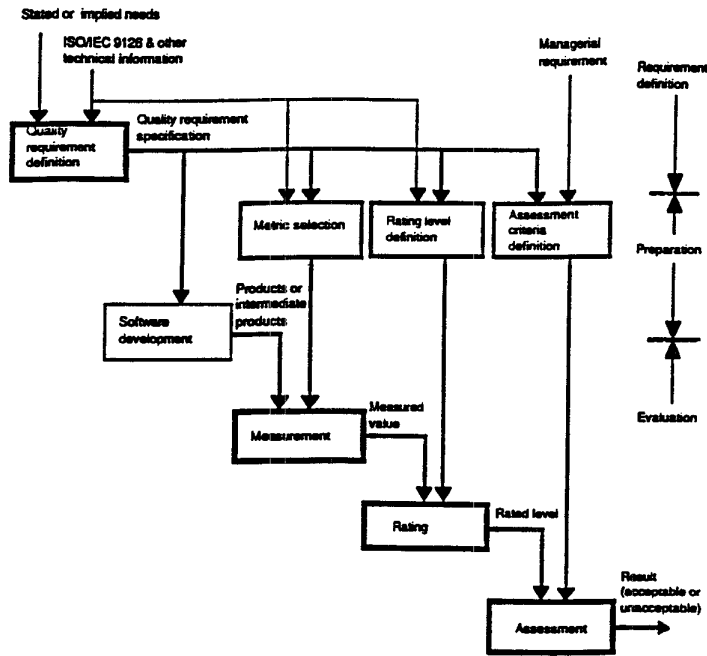 Stated or implied needs
ISO/IEC 9126 & other
technical information
Managerial
requirement
Requirement
definition
Quality
requirement
definition
Quality requirement
specification
Metric selection
Rating level
definition
Assessment
criteria
definition
Preparation
Software
development
Products or
intermediate
products
Measurement
Measured
value
Evaluation
Rating
Rated level
Assessment
Result
(acceptable or
unacceptable)